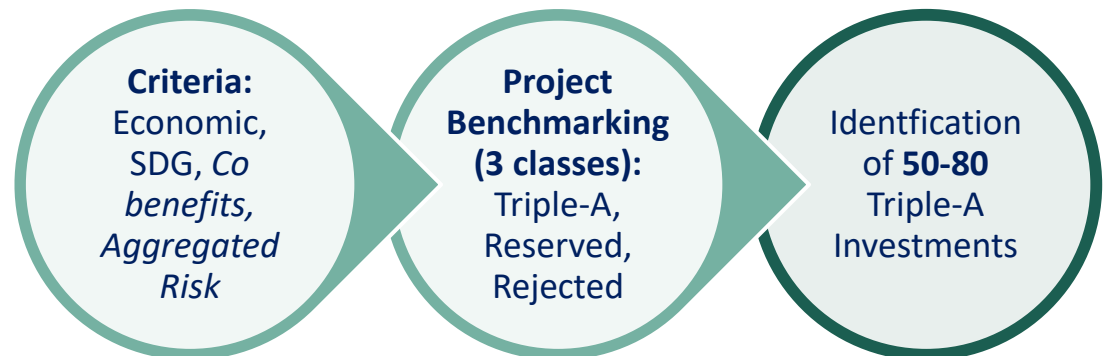 Criteria:
Economic,
SDG, Co
benefits,
Aggregated
Risk
Project
Benchmarking
(3 classes):
Triple-A,
Reserved,
Rejected
Identfication
of 50-80
Triple-A
Investments